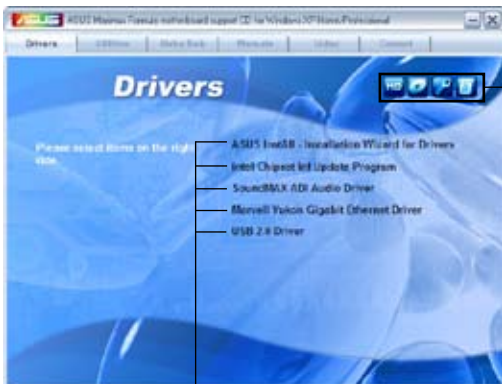 ASUS Maximus Formula motherboard support CD for Windows XP Home/Professional
Drivers Utilities Make Disk Manuals Video Contact
Drivers
Please select items on the right side.
ASUS InstAll - Installation Wizard for Drivers
Intel Chipset Inf Update Program
SoundMAX ADI Audio Driver
Marvell Yukon Gigabit Ethernet Driver
USB 2.0 Driver